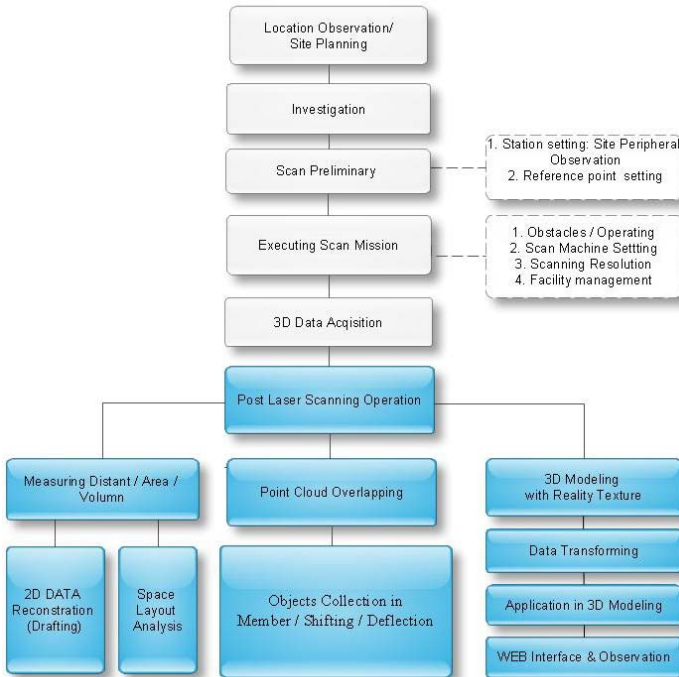 Location Observation/
Site Planning
Investigation
Scan Preliminary
1. Station setting: Site Peripheral
Observation
2. Reference point setting
Executing Scan Mission
1. Obstacles / Operating
2. Scan Machine Settting
3. Scanning Resolution
4. Facility management
3D Data Acqisition
Post Laser Scanning Operation
Measuring Distant / Area /
Volumn
Point Cloud Overlapping
3D Modeling
with Reality Texture
2D DATA
Reconstration
(Drafting)
Space
Layout
Analysis
Objects Collection in
Member / Shifting / Deflection
Data Transforming
Application in 3D Modeling
WEB Interface & Observation